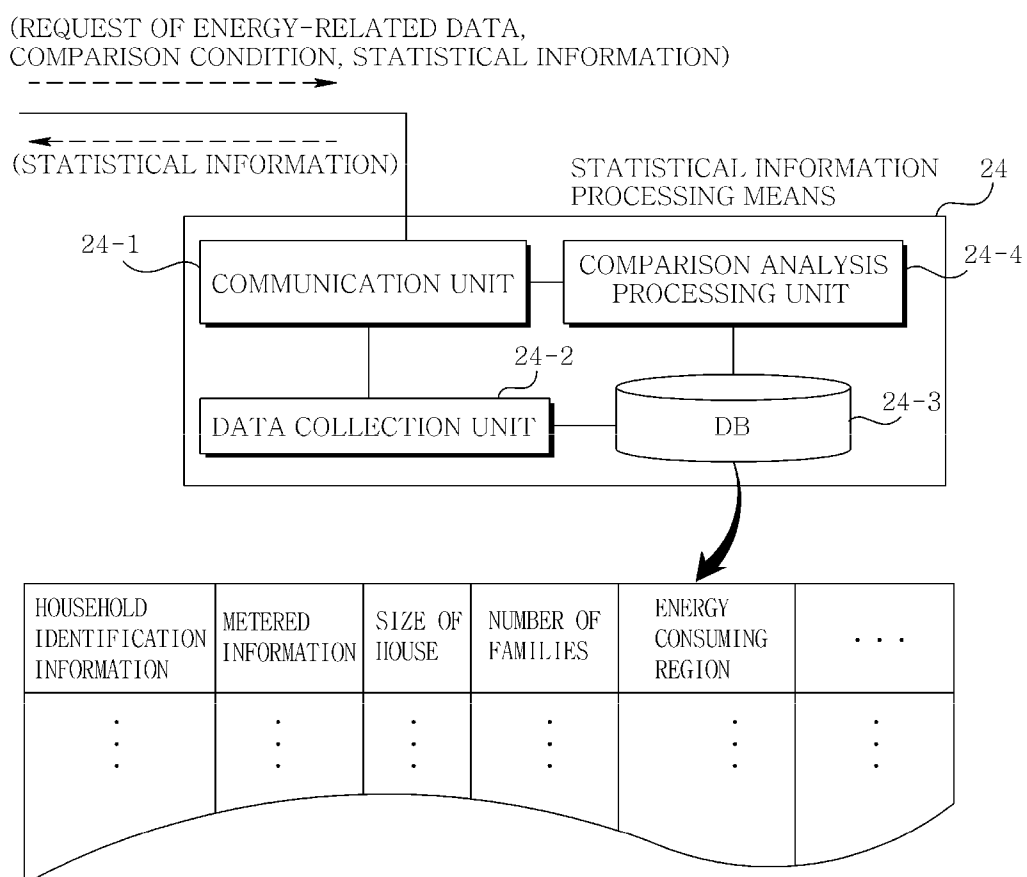 (REQUEST OF ENERGY-RELATED DATA,
COMPARISON CONDITION, STATISTICAL INFORMATION)
(STATISTICAL INFORMATION)
STATISTICAL INFORMATION
PROCESSING MEANS
24
24-1
COMMUNICATION UNIT
COMPARISON ANALYSIS
PROCESSING UNIT
24-4
24-2
DATA COLLECTION UNIT
DB
24-3
HOUSEHOLD
IDENTIFICATION
INFORMATION
METERED
INFORMATION
SIZE OF
HOUSE
NUMBER OF
FAMILIES
ENERGY
CONSUMING
REGION
. . .